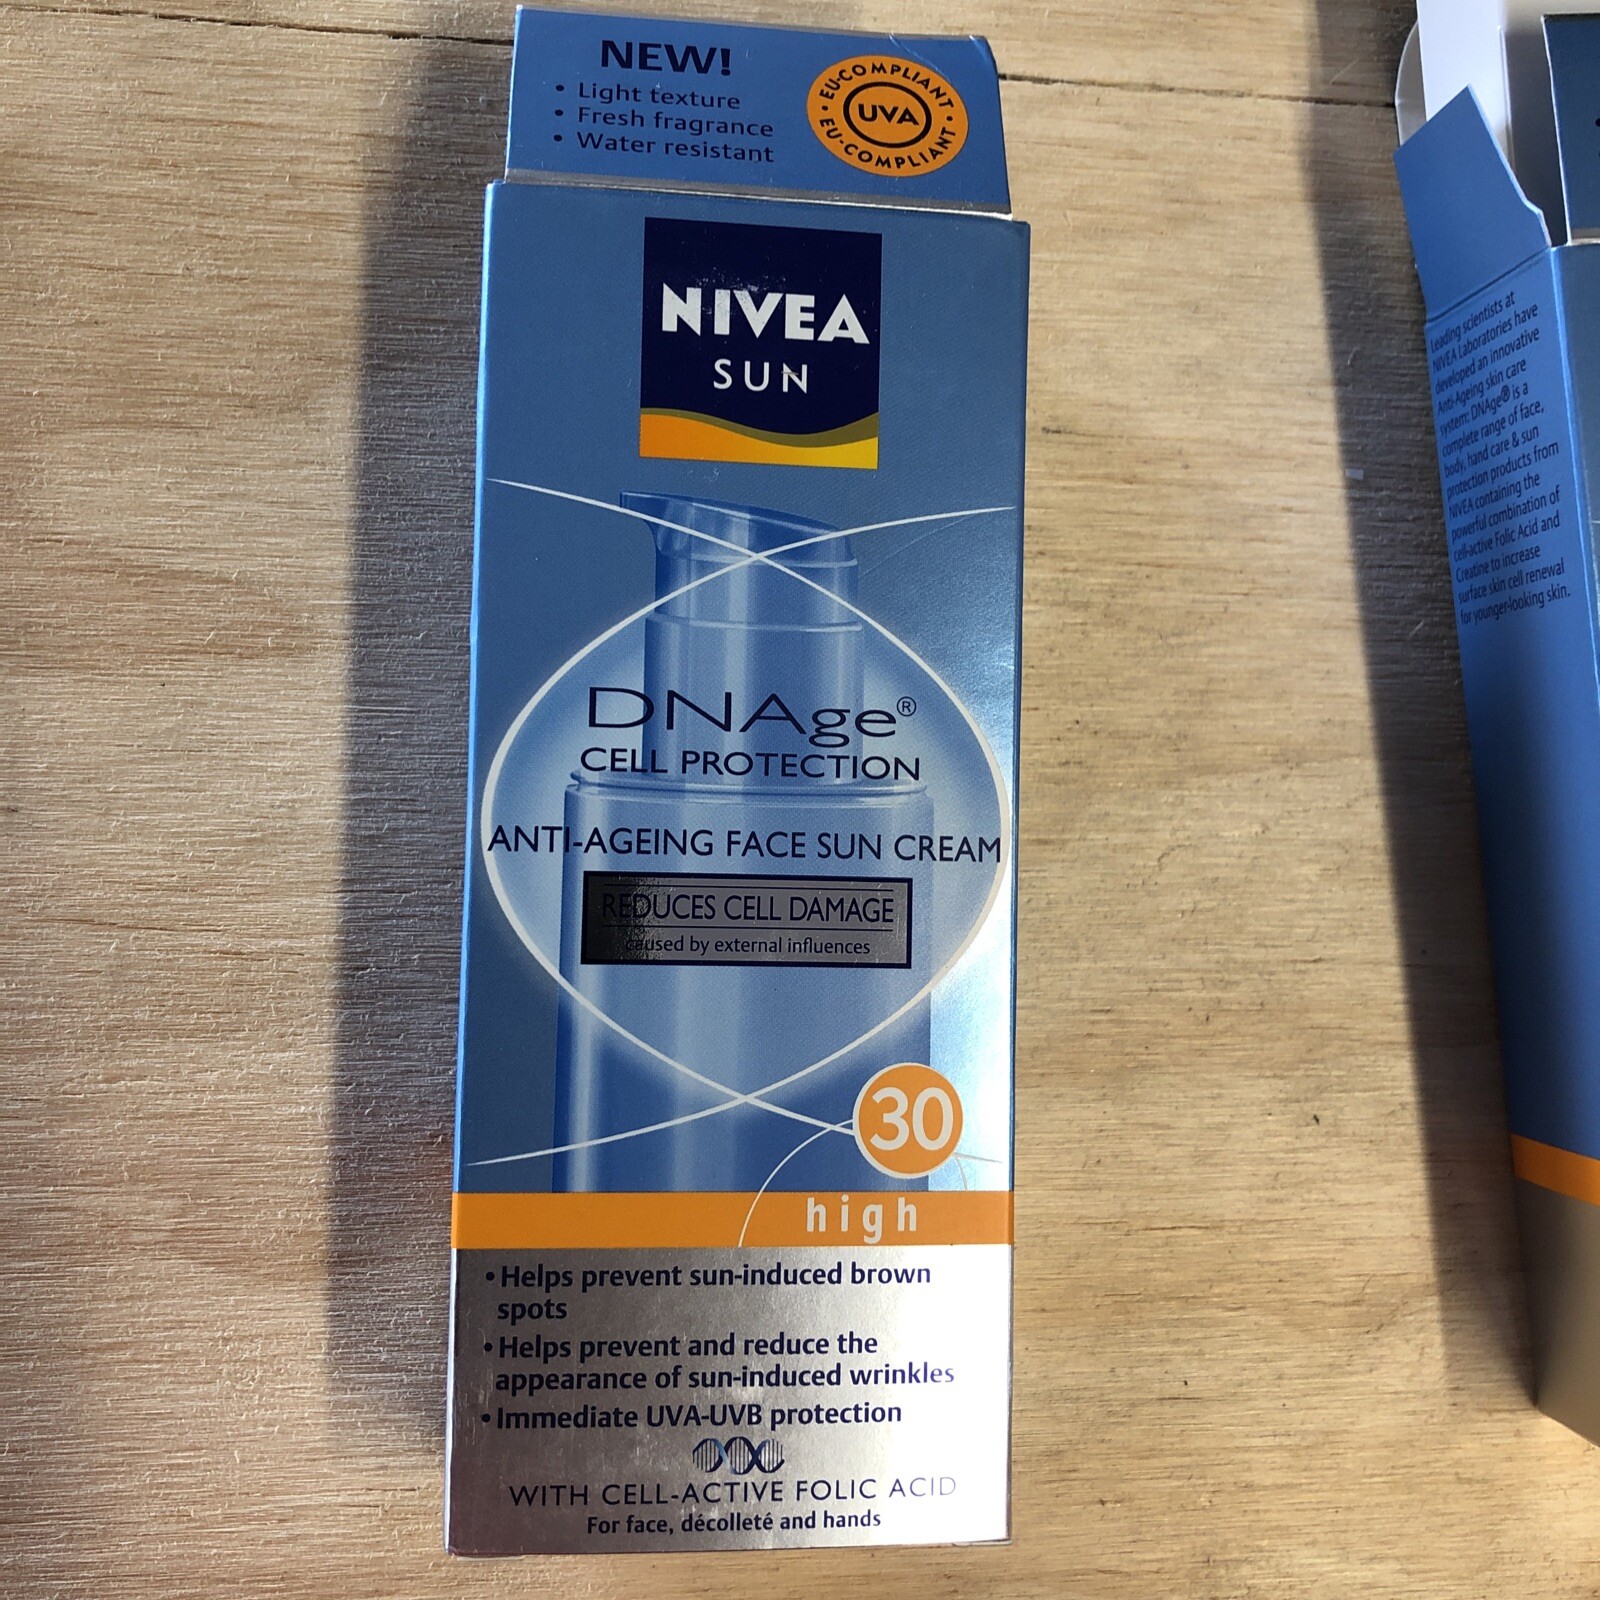 NEW!
• Light texture
• Fresh fragrance
• Water resistant
EU-COMPLIANT • EU-COMPLIANT •
UVA
NIVEA
SUN
DNAge®
CELL PROTECTION
ANTI-AGEING FACE SUN CREAM
REDUCES CELL DAMAGE
caused by external influences
30
high
• Helps prevent sun-induced brown
spots
• Helps prevent and reduce the
appearance of sun-induced wrinkles
• Immediate UVA-UVB protection
WITH CELL-ACTIVE FOLIC ACID
For face, décolleté and hands
Leading scientists at
NIVEA Laboratories have
developed an innovative
Anti-Ageing skin care
system: DNAge® is a
complete range of face,
body, hand care & sun
protection products from
NIVEA containing the
powerful combination of
cell-active Folic Acid and
Creatine to increase
surface skin cell renewal
for younger-looking skin.